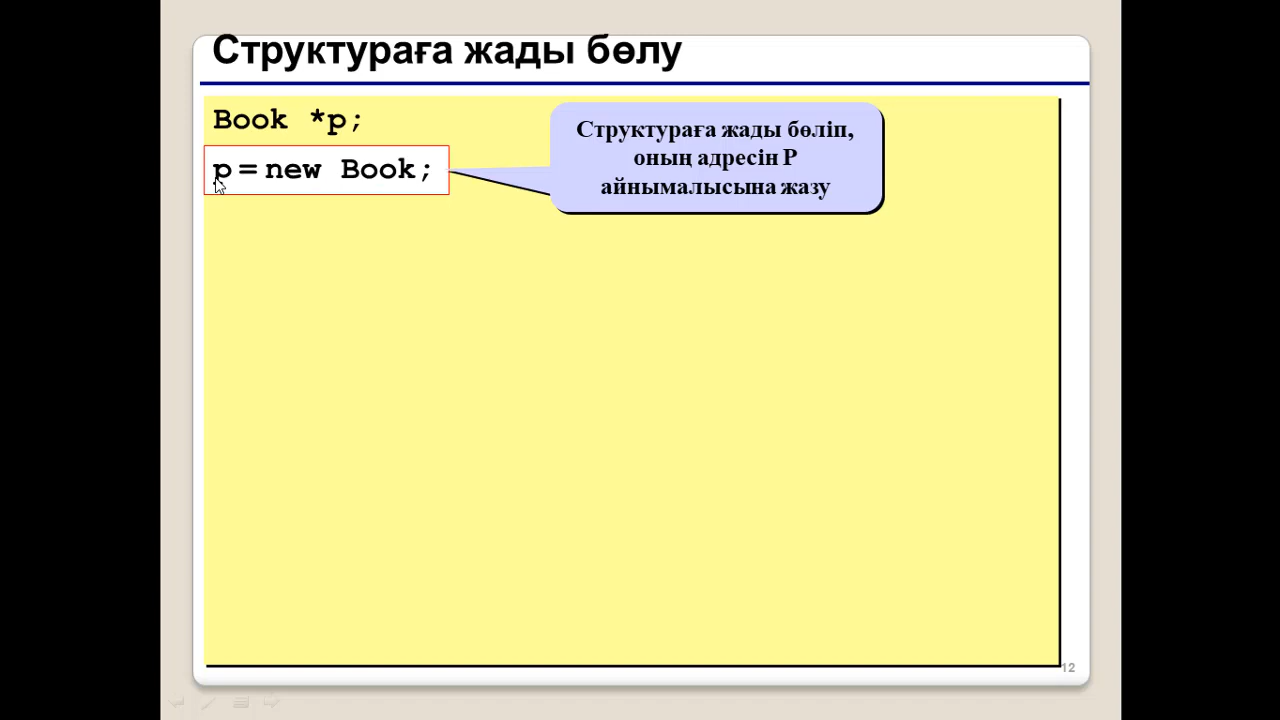 Структураға жады бөлу
Book *p;
p = new Book;
Структураға жады бөліп,
оның адресін Р
айнымалысына жазу
12